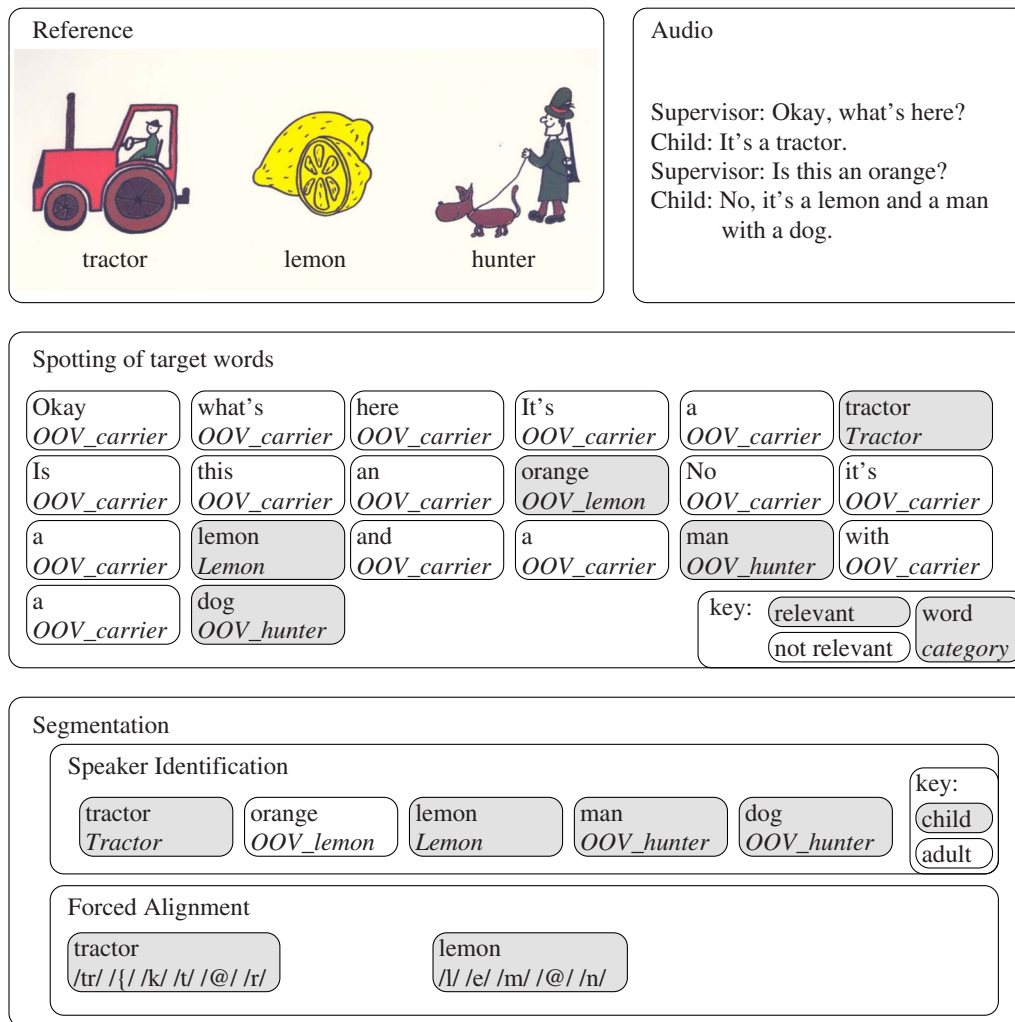 Reference
tractor lemon hunter
Audio
Supervisor: Okay, what's here?
Child: It's a tractor.
Supervisor: Is this an orange?
Child: No, it's a lemon and a man
with a dog.
Spotting of target words
Okay what's here It's a tractor
OOV_carrier OOV_carrier OOV_carrier OOV_carrier OOV_carrier Tractor
Is this an orange No it's
OOV_carrier OOV_carrier OOV_carrier OOV_lemon OOV_carrier OOV_carrier
a lemon and a man with
OOV_carrier Lemon OOV_carrier OOV_carrier OOV_hunter OOV_carrier
a dog
OOV_carrier OOV_hunter
key: relevant word
not relevant category
Segmentation
Speaker Identification
tractor orange lemon man dog
Tractor OOV_lemon Lemon OOV_hunter OOV_hunter
key:
child
adult
Forced Alignment
tractor lemon
/tr/ /{/ /k/ /t/ /@/ /r/ /l/ /e/ /m/ /@/ /n/